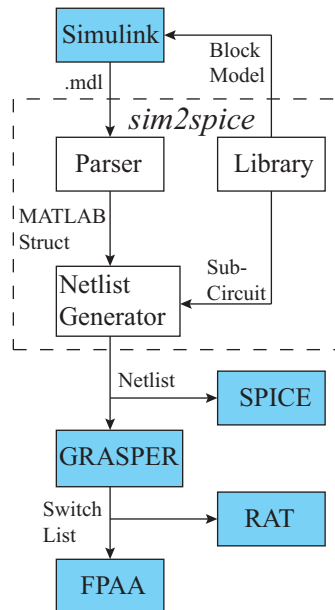 Simulink
.mdl
Block
Model
sim2spice
Parser
Library
MATLAB
Struct
Sub-
Circuit
Netlist
Generator
Netlist
SPICE
GRASPER
Switch
List
RAT
FPAA